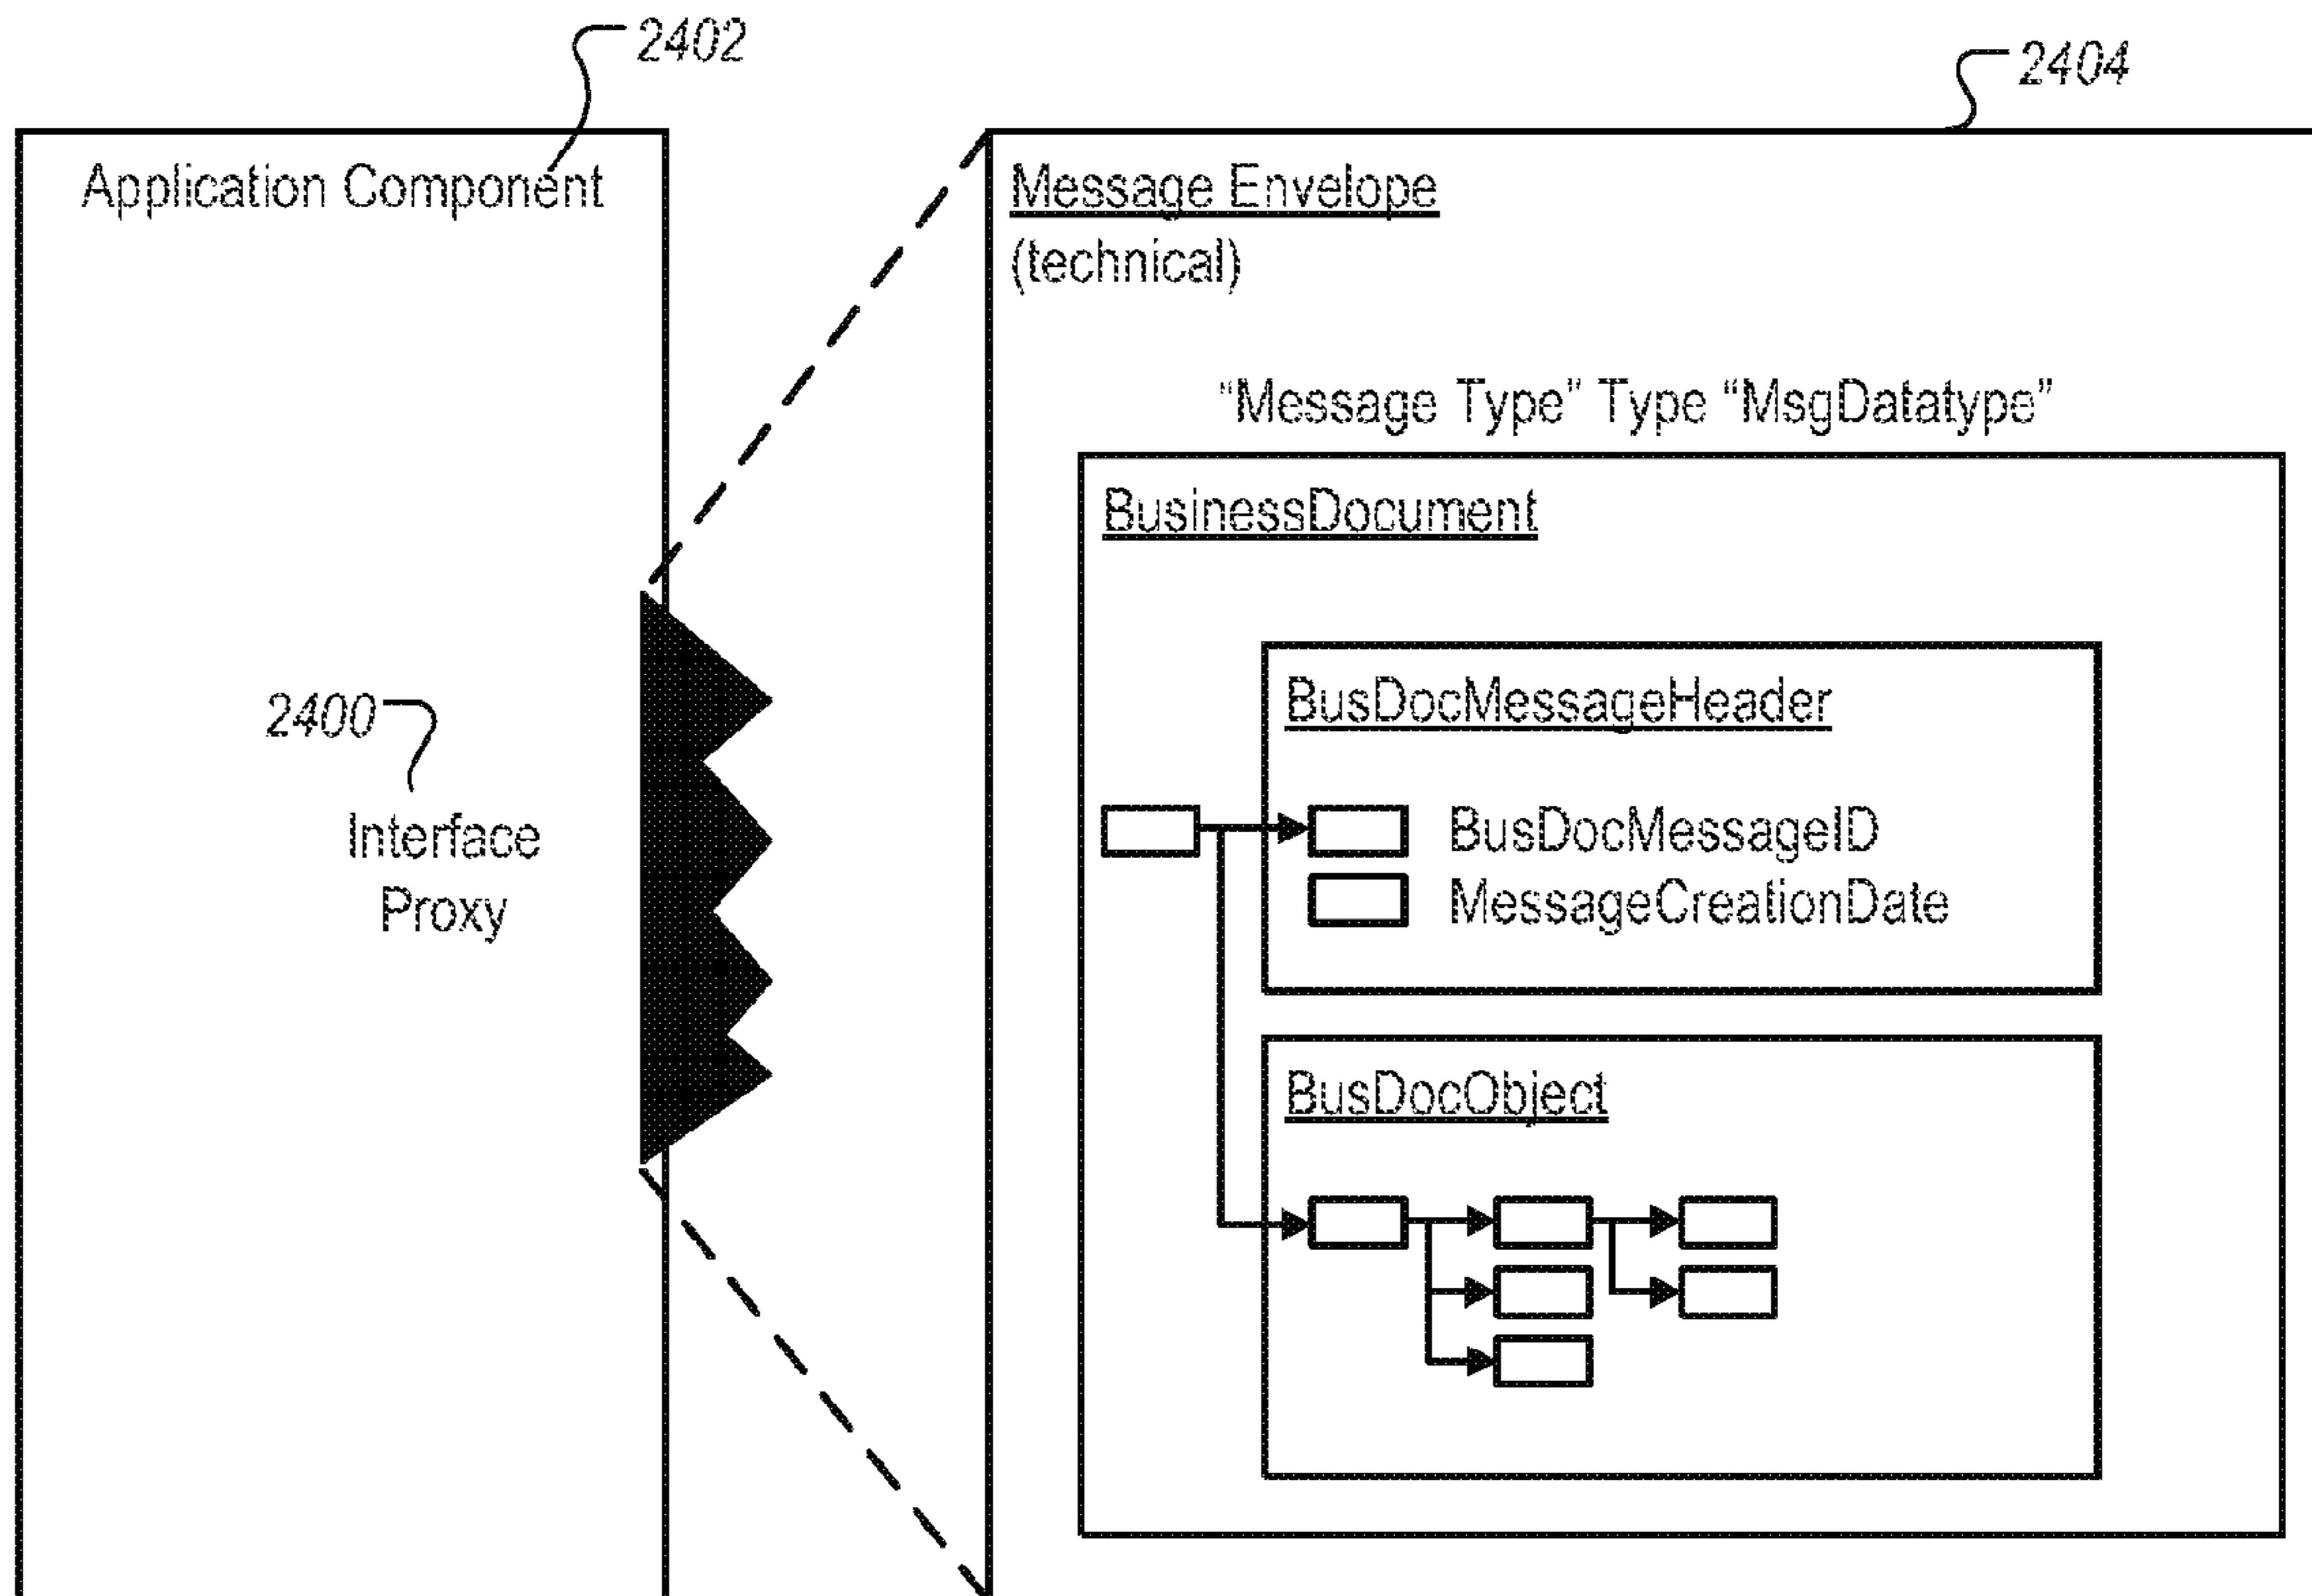 2402
2404
Application Component
Message Envelope
(technical)
“Message Type” Type “MsgDatatype”
BusinessDocument
BusDocMessageHeader
2400
Interface
Proxy
BusDocMessageID
MessageCreationDate
BusDocObject